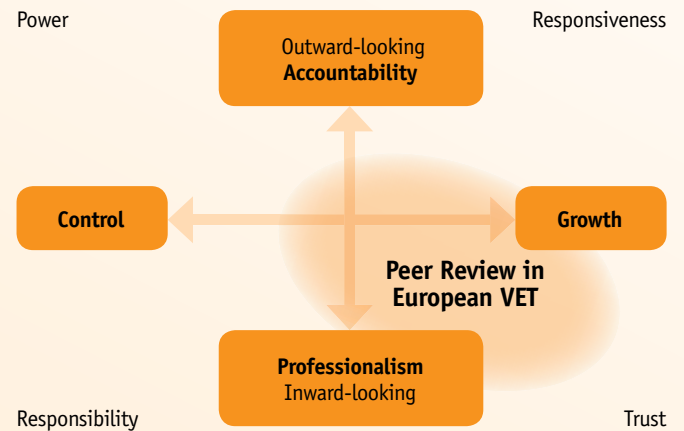 Power
Responsiveness
Outward-looking
Accountability
Control
Growth
Peer Review in
European VET
Professionalism
Inward-looking
Responsibility
Trust